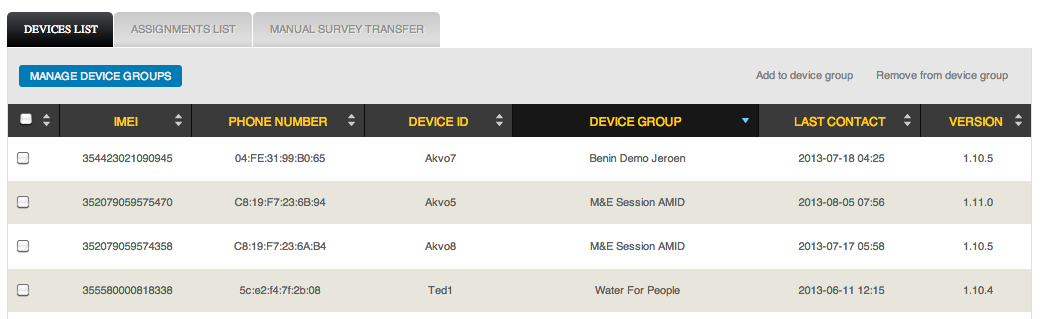 DEVICES LIST ASSIGNMENTS LIST MANUAL SURVEY TRANSFER
MANAGE DEVICE GROUPS Add to device group Remove from device group
IMEI PHONE NUMBER DEVICE ID DEVICE GROUP LAST CONTACT VERSION
354423021090945 04:FE:31:99:B0:65 Akvo7 Benin Demo Jeroen 2013-07-18 04:25 1.10.5
352079059575470 C8:19:F7:23:6B:94 Akvo5 M&E Session AMID 2013-08-05 07:56 1.11.0
352079059574358 C8:19:F7:23:6A:B4 Akvo8 M&E Session AMID 2013-07-17 05:58 1.10.5
355580000818338 5c:e2:f4:7f:2b:08 Ted1 Water For People 2013-06-11 12:15 1.10.4